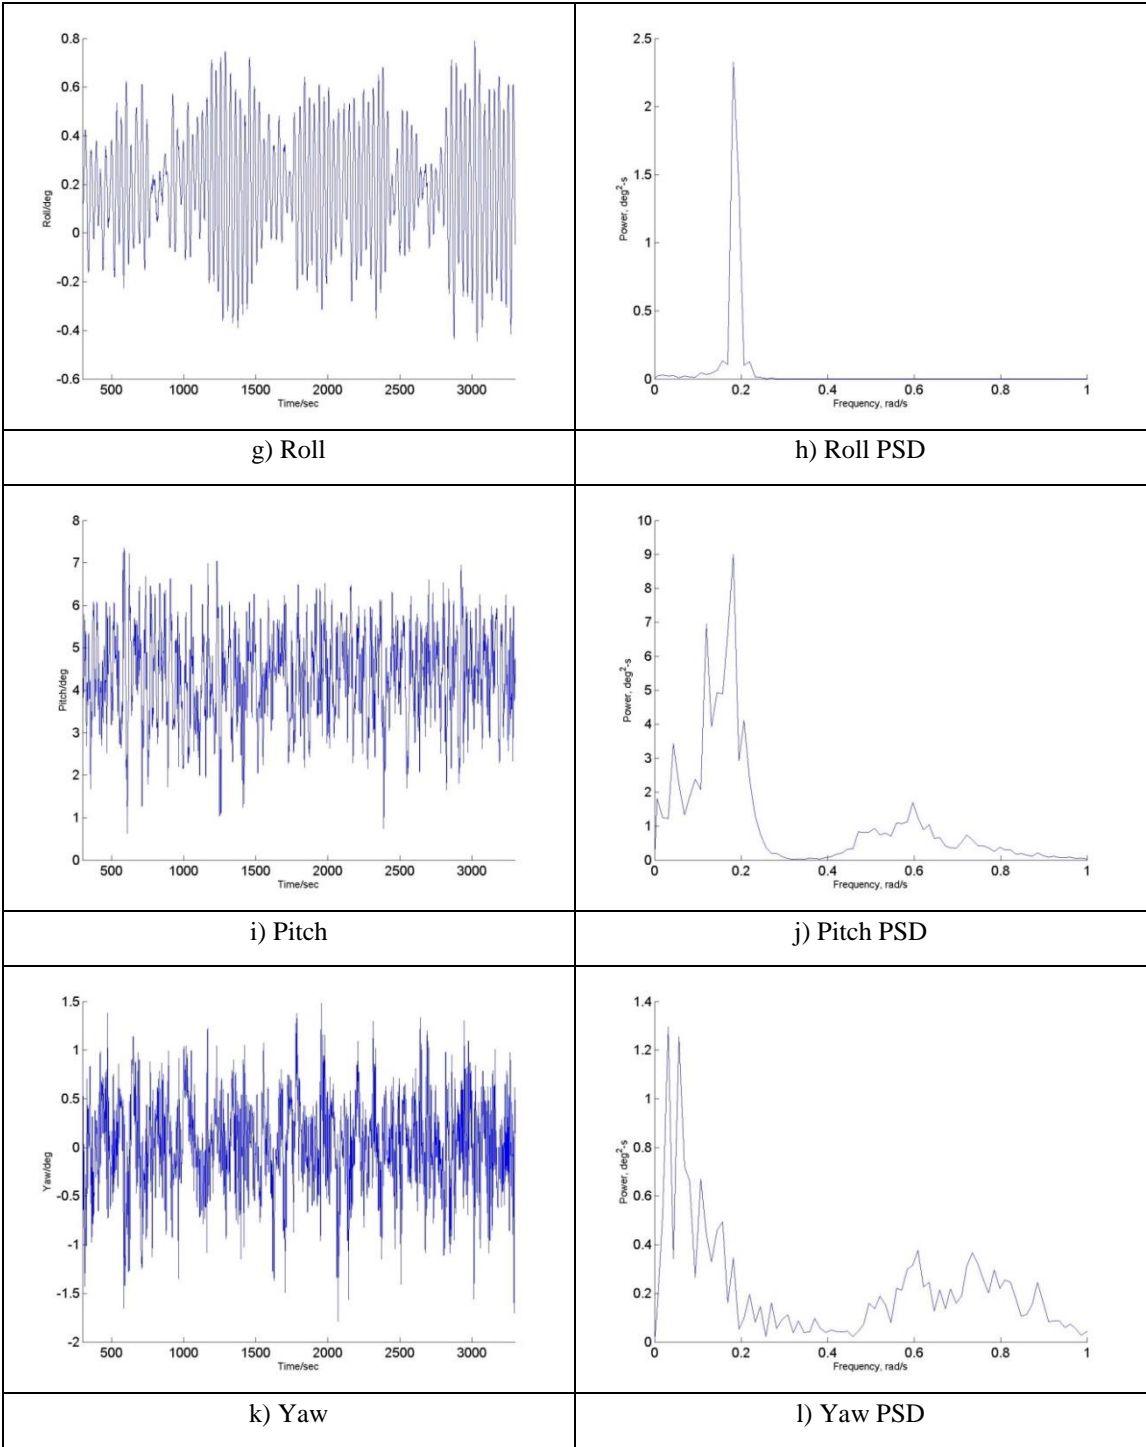 0.8
0.6
0.4
0.2
0
-0.2
-0.4
-0.6
Roll/deg
500 1000 1500 2000 2500 3000
Time/sec
2.5
2
1.5
1
0.5
0
Power, deg²-s
0 0.2 0.4 0.6 0.8 1
Frequency, rad/s
g) Roll
h) Roll PSD
8
7
6
5
4
3
2
1
0
Pitch/deg
500 1000 1500 2000 2500 3000
Time/sec
10
9
8
7
6
5
4
3
2
1
0
Power, deg²-s
0 0.2 0.4 0.6 0.8 1
Frequency, rad/s
i) Pitch
j) Pitch PSD
1.5
1
0.5
0
-0.5
-1
-1.5
-2
Yaw/deg
500 1000 1500 2000 2500 3000
Time/sec
1.4
1.2
1
0.8
0.6
0.4
0.2
0
Power, deg²-s
0 0.2 0.4 0.6 0.8 1
Frequency, rad/s
k) Yaw
l) Yaw PSD